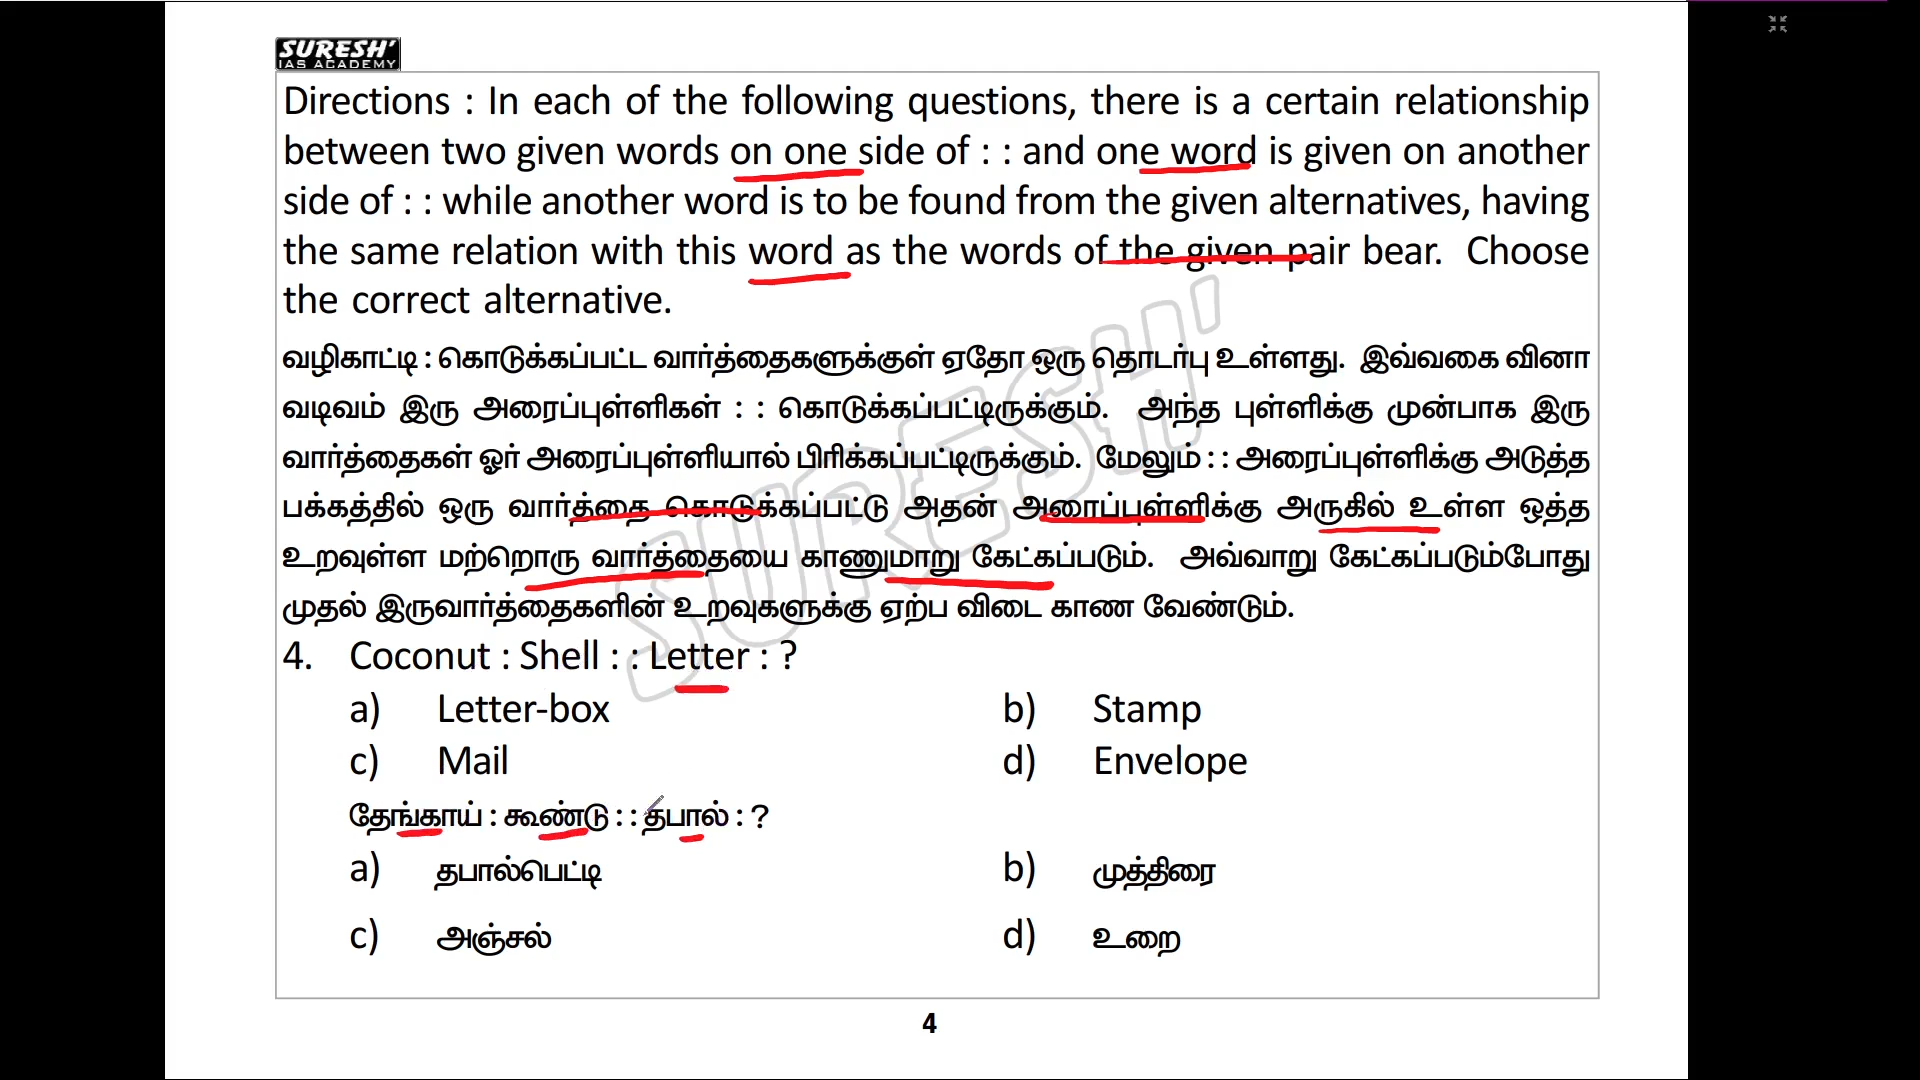 SURESH'
IAS ACADEMY
Directions : In each of the following questions, there is a certain relationship
between two given words on one side of : : and one word is given on another
side of : : while another word is to be found from the given alternatives, having
the same relation with this word as the words of the given pair bear. Choose
the correct alternative.
வழிகாட்டி : கொடுக்கப்பட்ட வார்த்தைகளுக்குள் ஏதோ ஒரு தொடர்பு உள்ளது. இவ்வகை வினா
வடிவம் இரு அரைப்புள்ளிகள் : : கொடுக்கப்பட்டிருக்கும். அந்த புள்ளிக்கு முன்பாக இரு
வார்த்தைகள் ஓர் அரைப்புள்ளியால் பிரிக்கப்பட்டிருக்கும். மேலும் : : அரைப்புள்ளிக்கு அடுத்த
பக்கத்தில் ஒரு வார்த்தை கொடுக்கப்பட்டு அதன் அரைப்புள்ளிக்கு அருகில் உள்ள ஒத்த
உறவுள்ள மற்றொரு வார்த்தையை காணுமாறு கேட்கப்படும். அவ்வாறு கேட்கப்படும்போது
முதல் இருவார்த்தைகளின் உறவுகளுக்கு ஏற்ப விடை காண வேண்டும்.
SURESH'
4. Coconut : Shell : : Letter : ?
a) Letter-box b) Stamp
c) Mail d) Envelope
தேங்காய் : கூண்டு : : தபால் : ?
a) தபால்பெட்டி b) முத்திரை
c) அஞ்சல் d) உறை
4